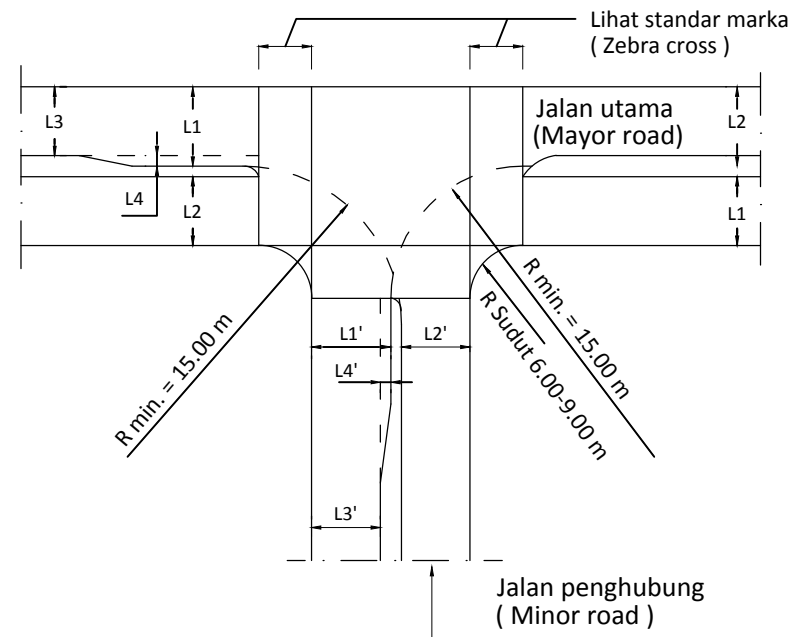 Lihat standar marka
( Zebra cross )
Jalan utama
(Mayor road)
L3
L1
L2
L4
L2
L1
R min. = 15.00 m
R min. = 15.00 m
R Sudut 6.00-9.00 m
L1'
L2'
L4'
L3'
Jalan penghubung
( Minor road )